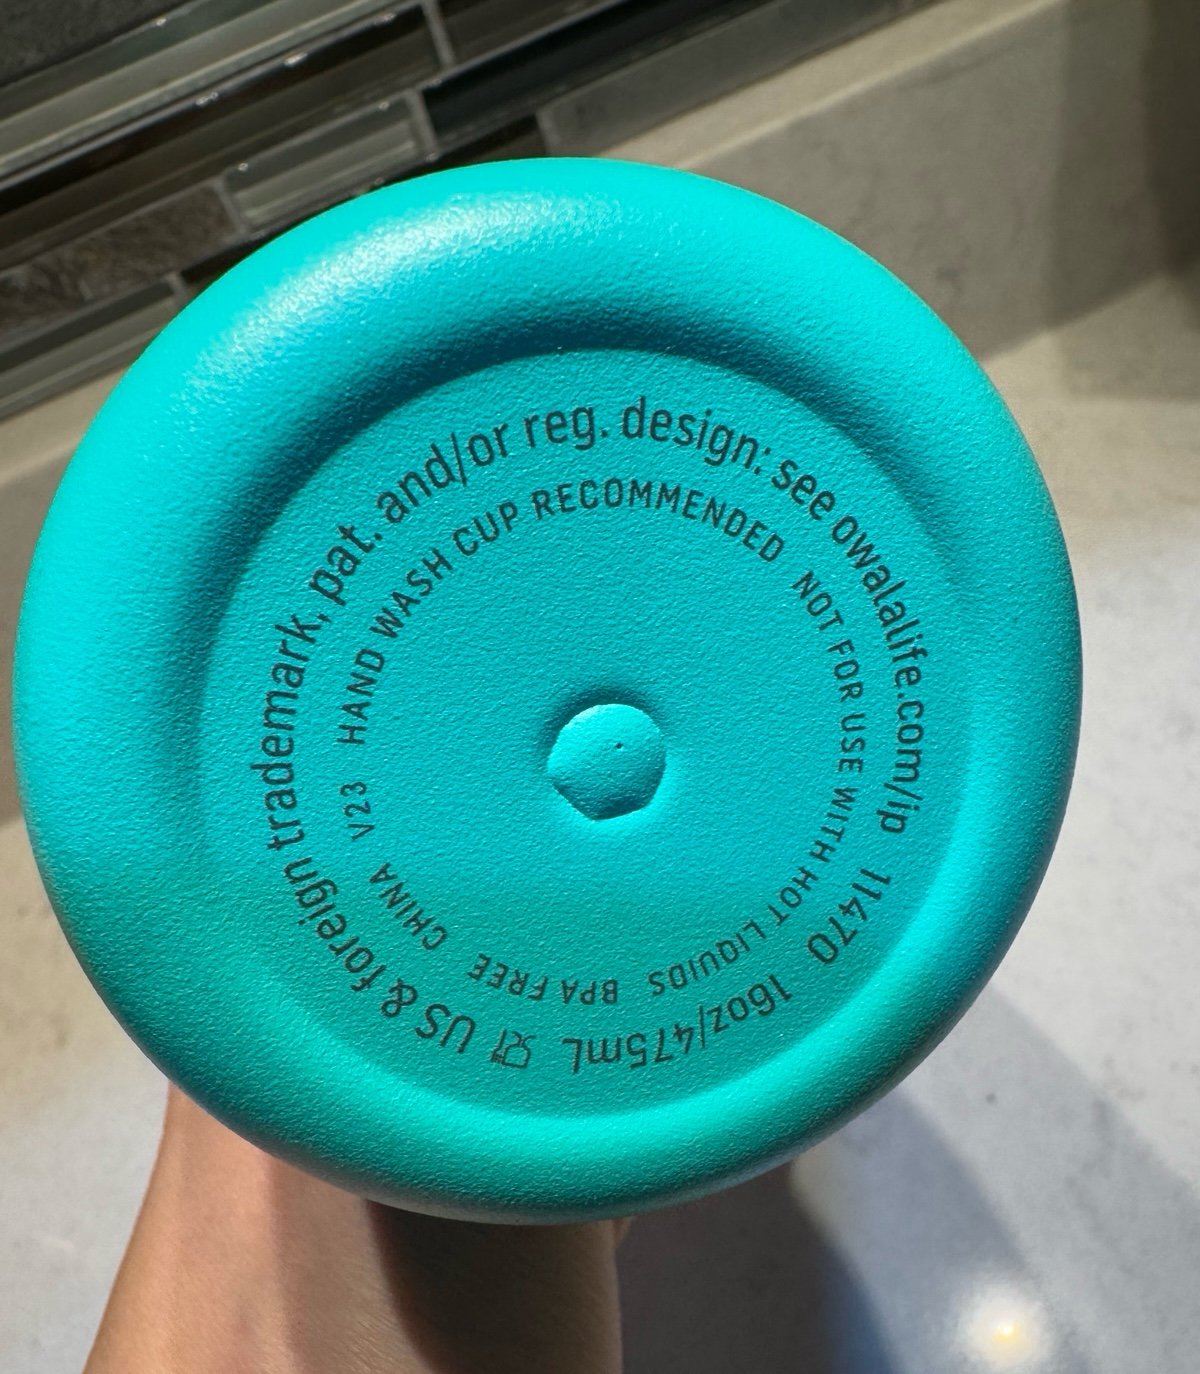 US & foreign trademark, pat. and/or reg. design: see owalalife.com/ip 11470 16oz/475mL
HAND WASH CUP RECOMMENDED NOT FOR USE WITH HOT LIQUIDS BPA FREE CHINA V23